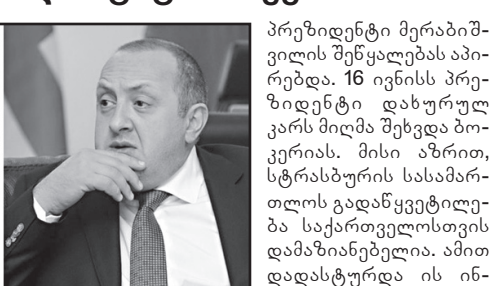 პრეზიდენტი მერაბიშ-
ვილის შეწყალებას აპი-
რებდა. 16 ივნისს პრე-
ზიდენტი დახურულ
კარს მიღმა შეხვდა ბო-
კერიას. მისი აზრით,
სტრასბურის სასამარ-
თლოს გადაწყვეტილე-
ბა საქართველოსთვის
დამაზიანებელია. ამით
დადასტურდა ის ინ-